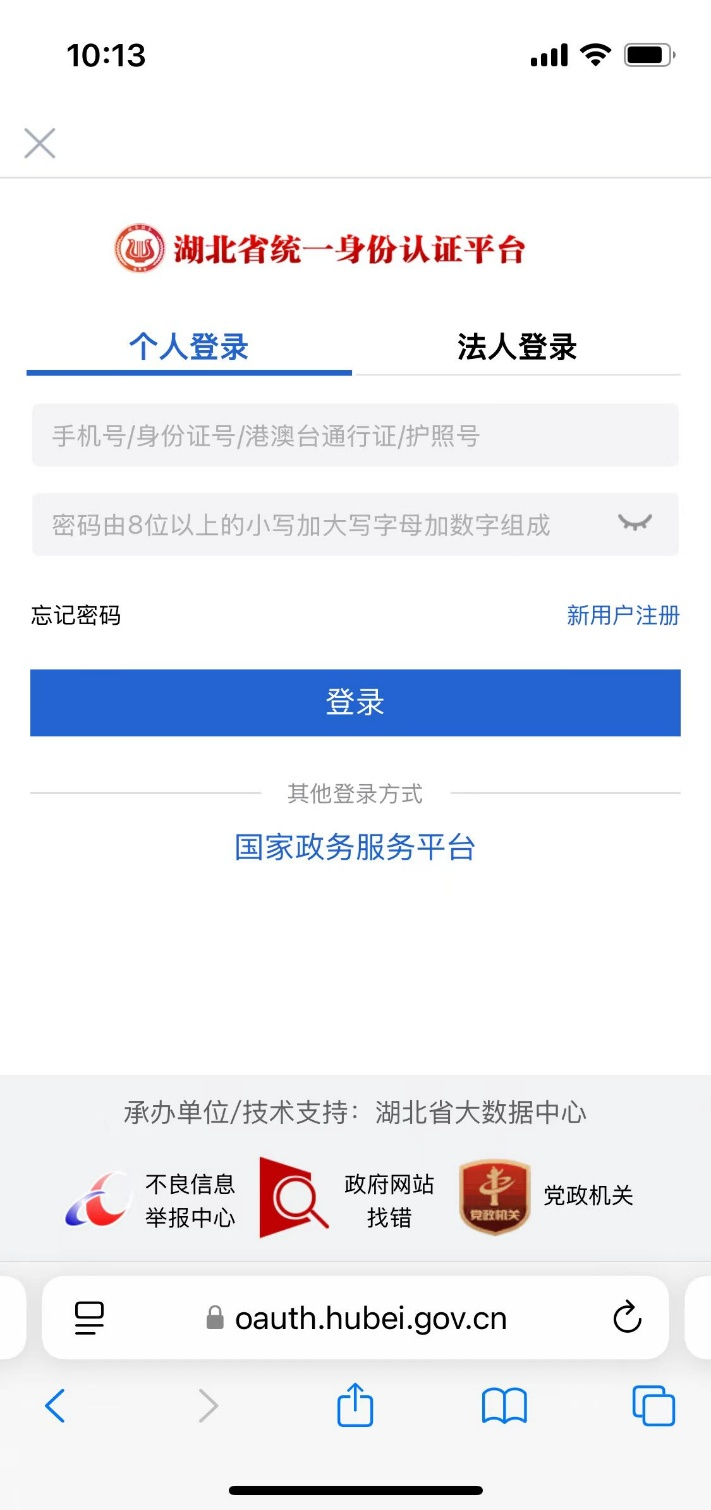 10:13
湖北省统一身份认证平台
个人登录 法人登录
手机号/身份证号/港澳台通行证/护照号
密码由8位以上的小写加大写字母加数字组成
忘记密码 新用户注册
登录
其他登录方式
国家政务服务平台
承办单位/技术支持：湖北省大数据中心
不良信息
举报中心
政府网站
找错
党政机关
党政机关
oauth.hubei.gov.cn